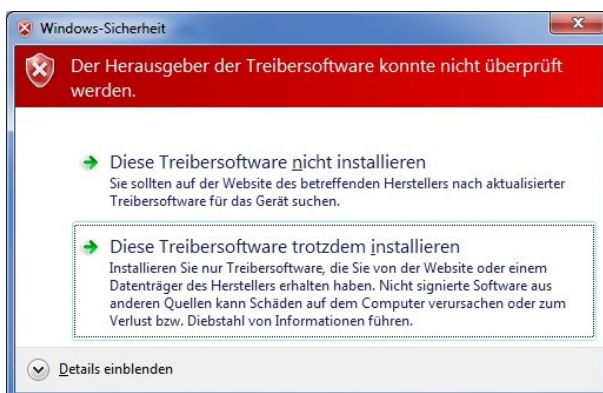 Windows-Sicherheit
Der Herausgeber der Treibersoftware konnte nicht überprüft
werden.
Diese Treibersoftware nicht installieren
Sie sollten auf der Website des betreffenden Herstellers nach aktualisierter
Treibersoftware für das Gerät suchen.
Diese Treibersoftware trotzdem installieren
Installieren Sie nur Treibersoftware, die Sie von der Website oder einem
Datenträger des Herstellers erhalten haben. Nicht signierte Software aus
anderen Quellen kann Schäden auf dem Computer verursachen oder zum
Verlust bzw. Diebstahl von Informationen führen.
Details einblenden